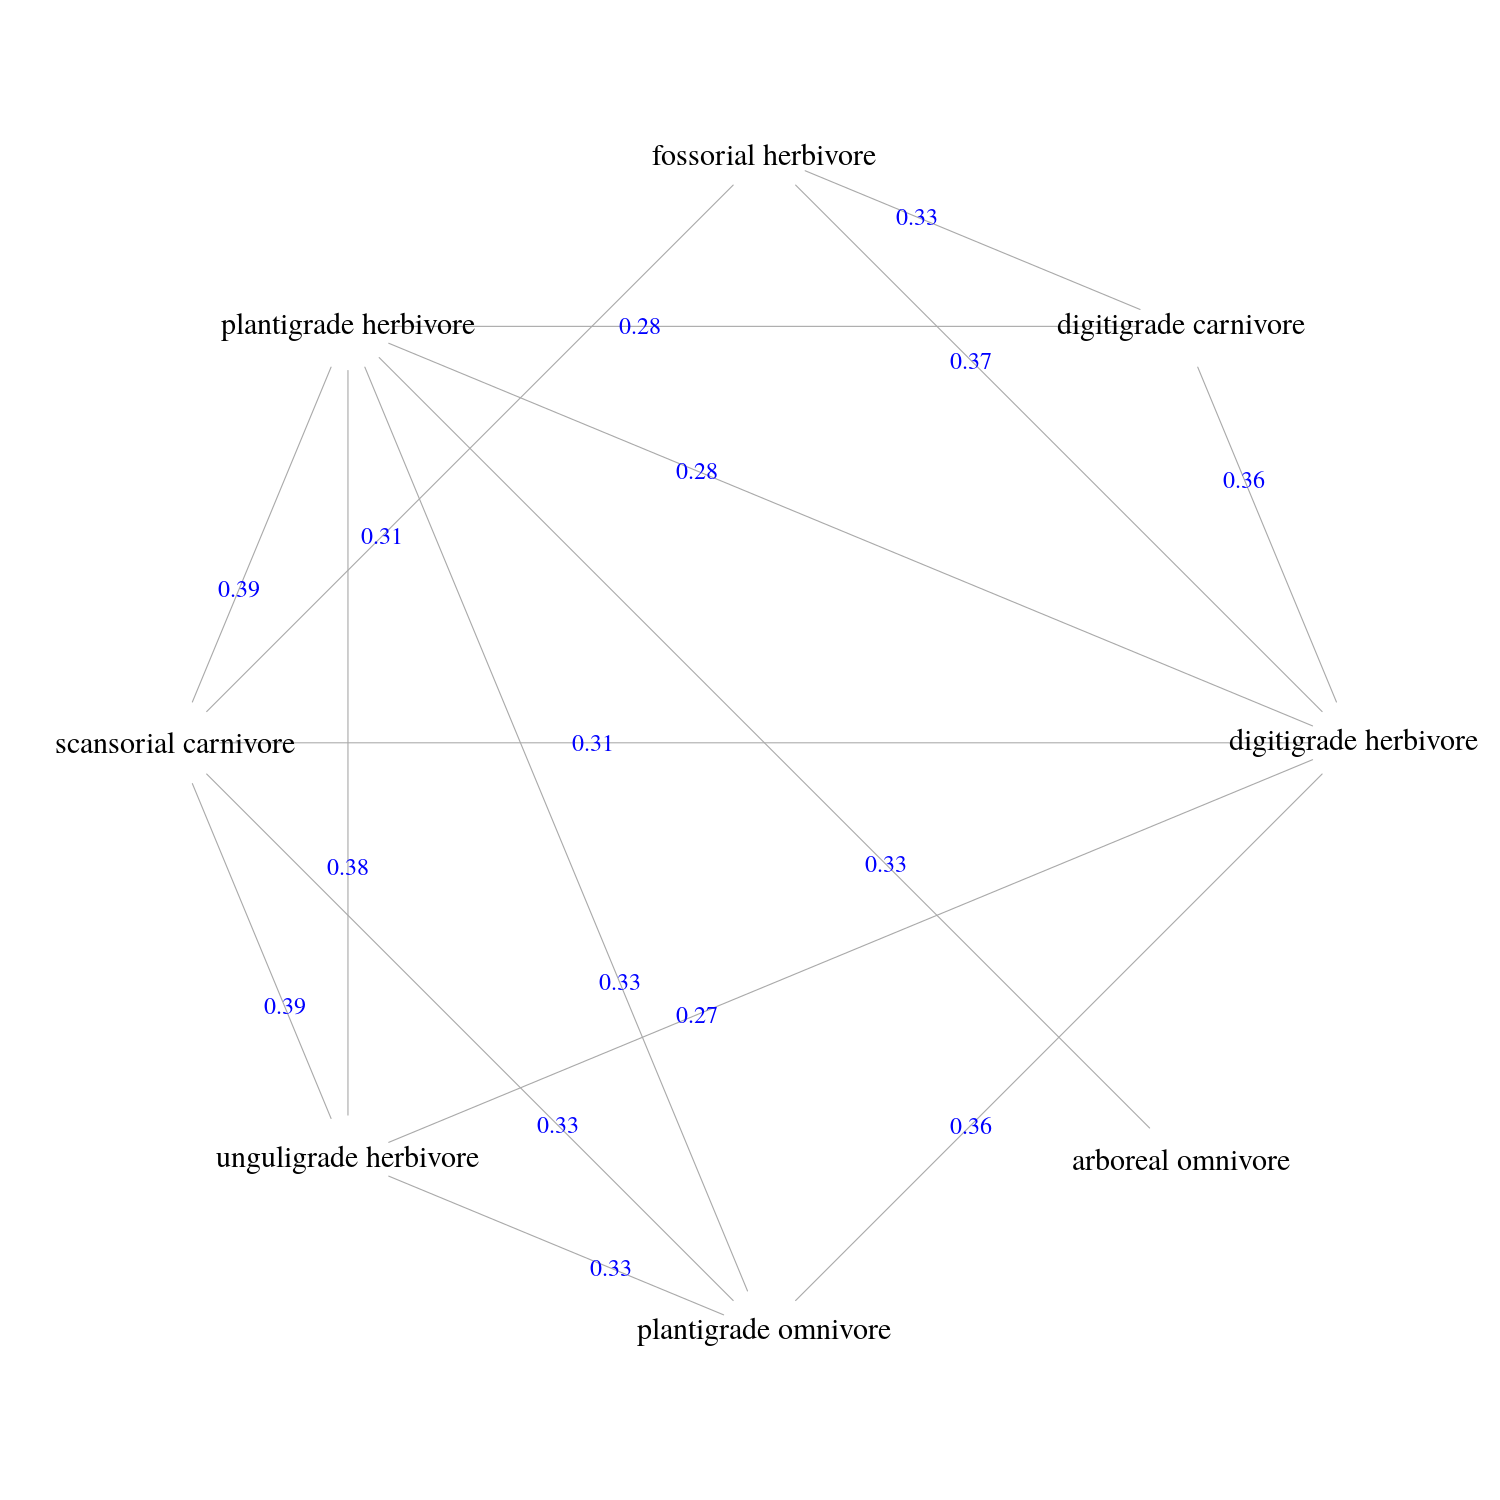 fossorial herbivore
0.33
plantigrade herbivore
0.28
digitigrade carnivore
0.37
0.28
0.36
0.31
0.39
scansorial carnivore
0.31
digitigrade herbivore
0.38
0.33
0.33
0.39
0.27
0.33
0.36
unguligrade herbivore
arboreal omnivore
0.33
plantigrade omnivore